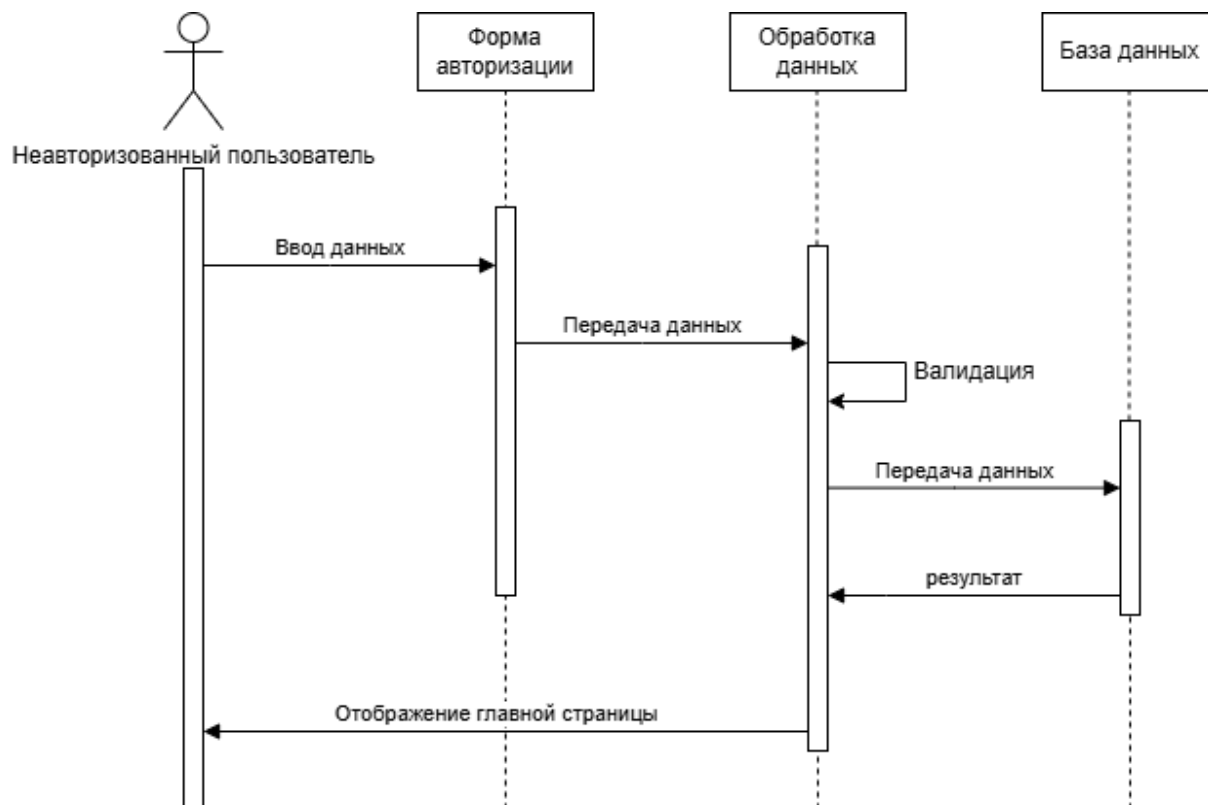 Форма
авторизации
Обработка
данных
База данных
Неавторизованный пользователь
Ввод данных
Передача данных
Валидация
Передача данных
результат
Отображение главной страницы